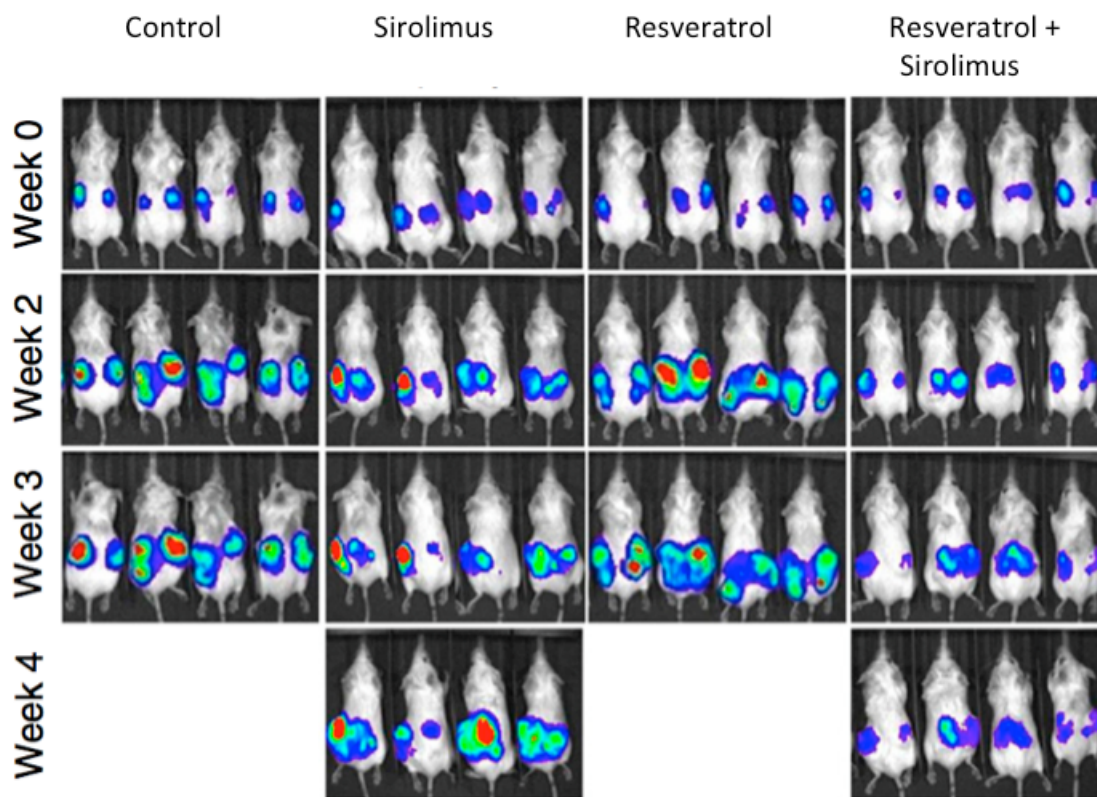 Control
Sirolimus
Resveratrol
Resveratrol +
Sirolimus
Week 0
Week 2
Week 3
Week 4